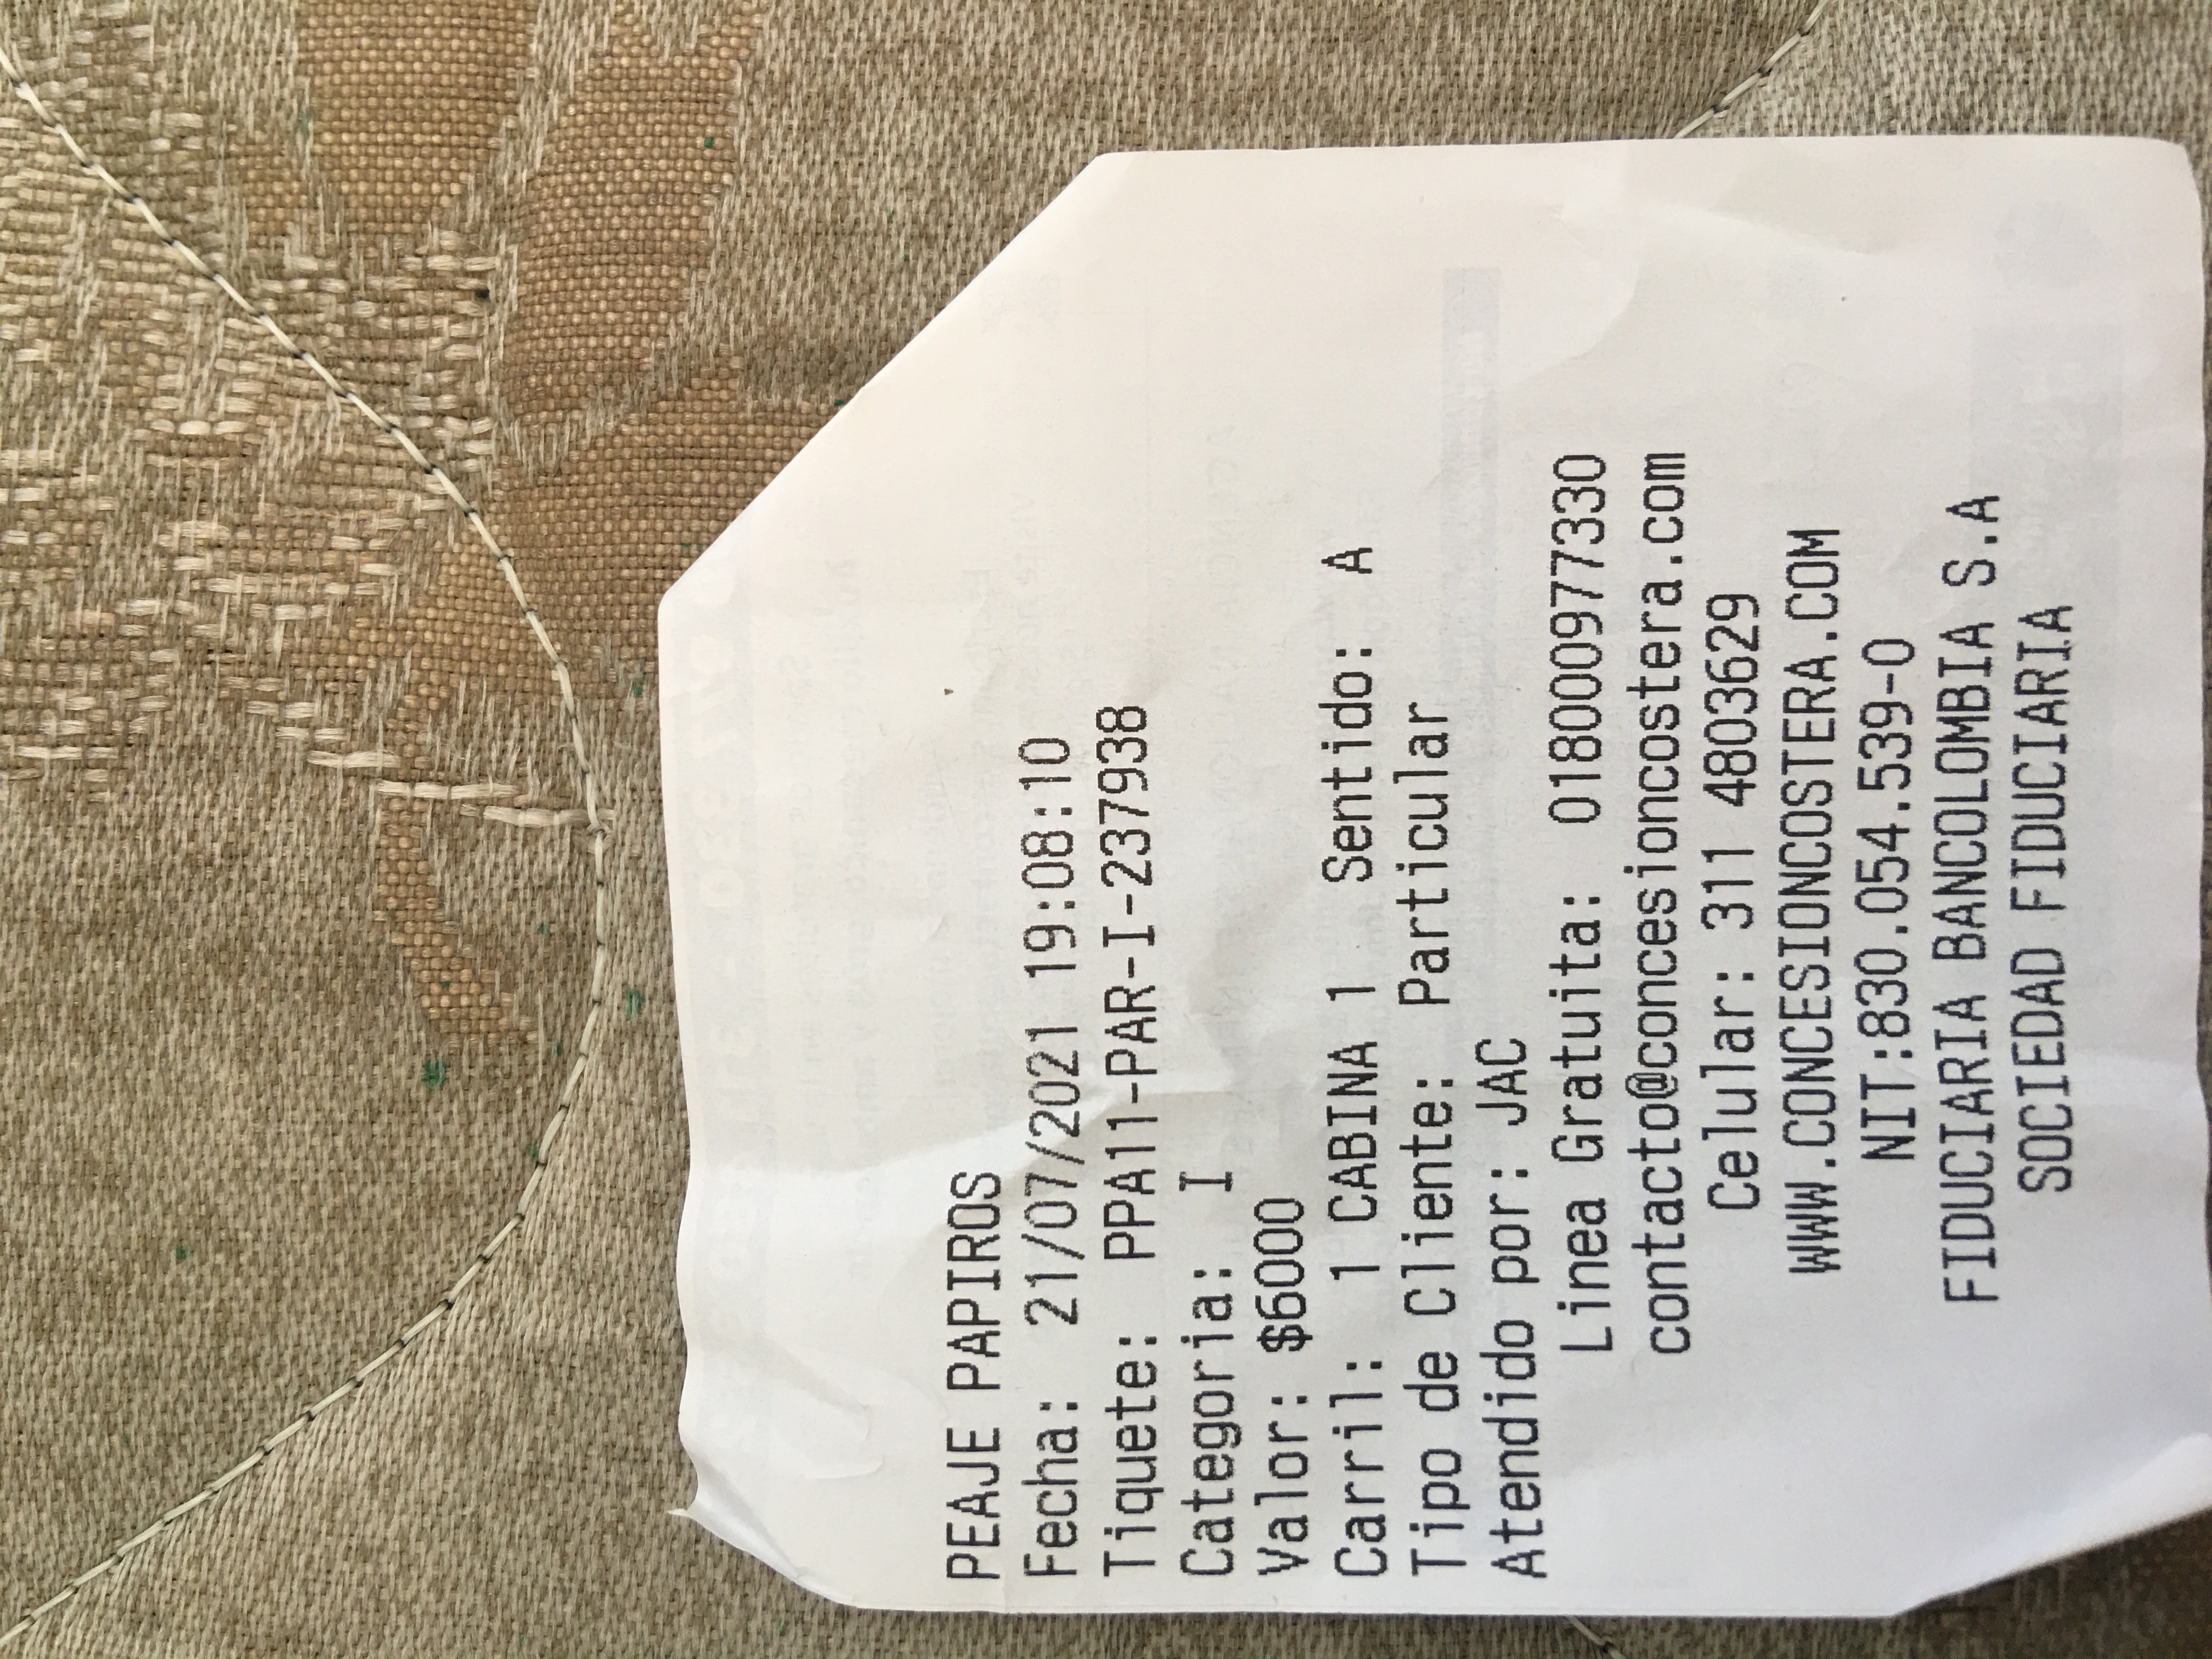 PEAJE PAPIROS
Fecha: 21/07/2021 19:08:10
Tiquete: PPA11-PAR-I-237938
Categoria: I
Valor: $6000
Carril: 1 CABINA 1 Sentido: A
Tipo de Cliente: Particular
Atendido por: JAC
Linea Gratuita: 018000977330
contacto@concesioncostera.com
Celular: 311 4803629
WWW.CONCESIONCOSTERA.COM
NIT:830.054.539-0
FIDUCIARIA BANCOLOMBIA S.A
SOCIEDAD FIDUCIARIA